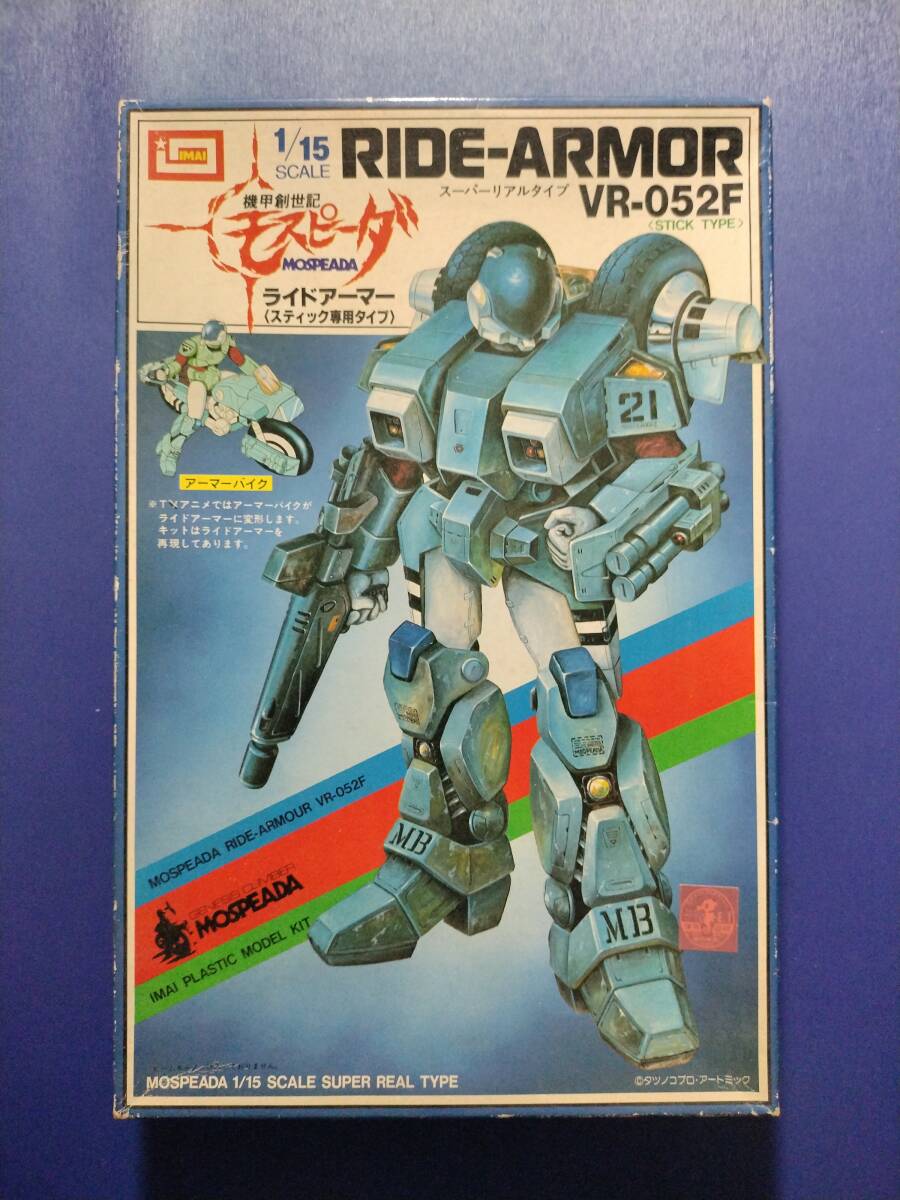 IMAI
1/15
SCALE
RIDE-ARMOR
スーパーリアルタイプ
VR-052F
〈STICK TYPE〉
機甲創世記
モスピーダ
MOSPEADA
ライドアーマー
〈スティック専用タイプ〉
アーマーバイク
※TVアニメではアーマーバイクが
ライドアーマーに変形します。
キットはライドアーマーを
再現してあります。
21
MOSPEADA
MB
MB
MOSPEADA RIDE-ARMOUR VR-052F
GENESIS CLIMBER
MOSPEADA
IMAI PLASTIC MODEL KIT
おりません。
MOSPEADA 1/15 SCALE SUPER REAL TYPE
©タツノコプロ・アートミック